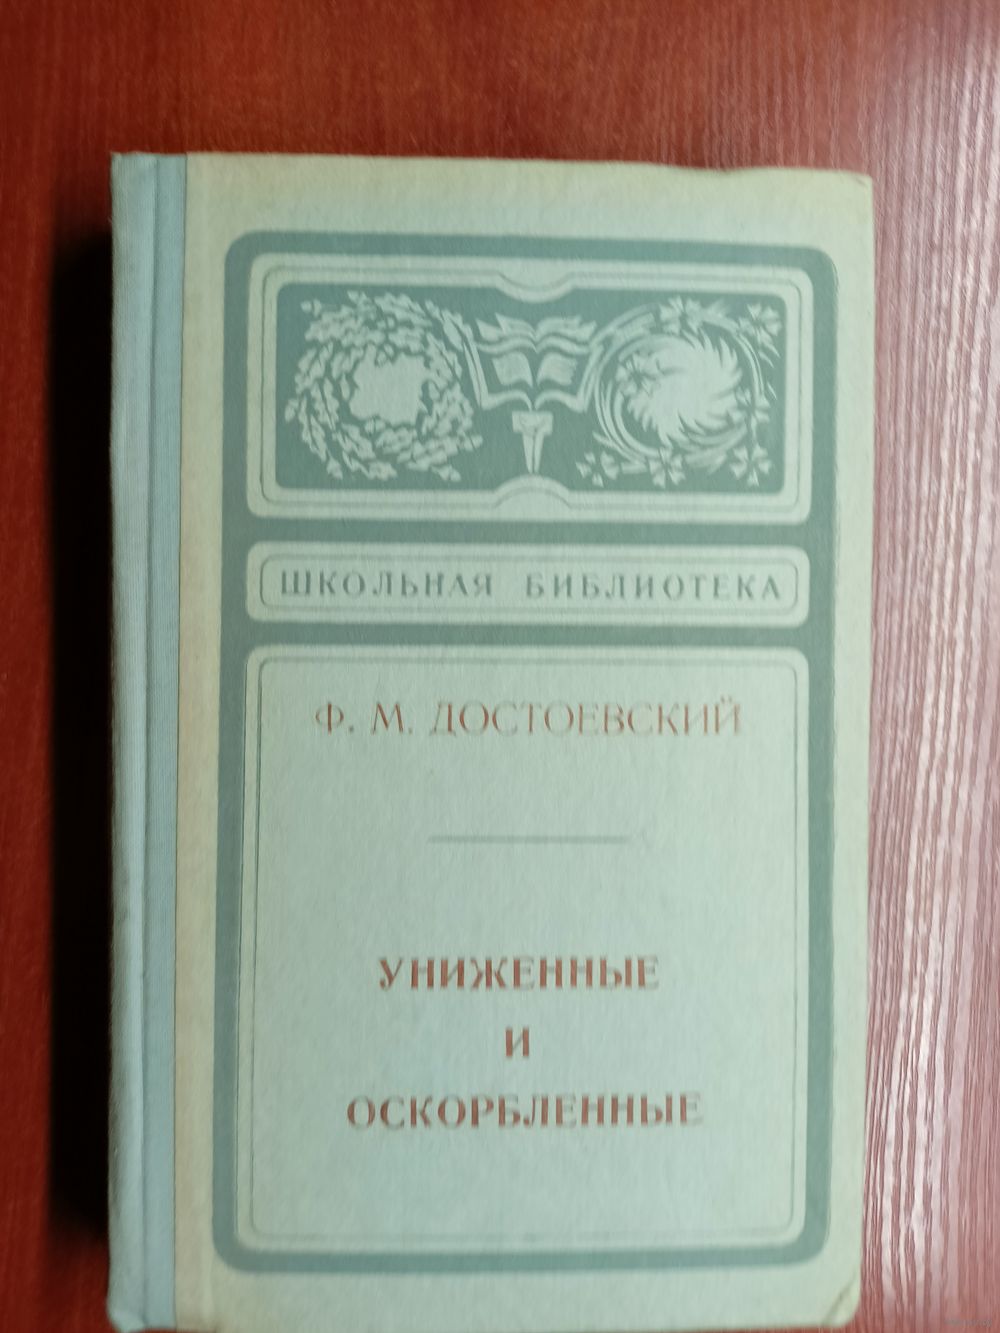 ШКОЛЬНАЯ БИБЛИОТЕКА
Ф. М. ДОСТОЕВСКИЙ
УНИЖЕННЫЕ
И
ОСКОРБЛЕННЫЕ